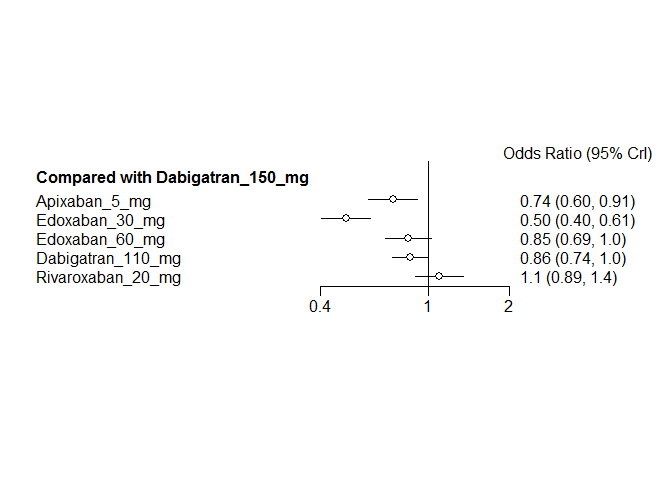 Odds Ratio (95% CrI)
Compared with Dabigatran_150_mg
Apixaban_5_mg 0.74 (0.60, 0.91)
Edoxaban_30_mg 0.50 (0.40, 0.61)
Edoxaban_60_mg 0.85 (0.69, 1.0)
Dabigatran_110_mg 0.86 (0.74, 1.0)
Rivaroxaban_20_mg 1.1 (0.89, 1.4)
0.4 1 2